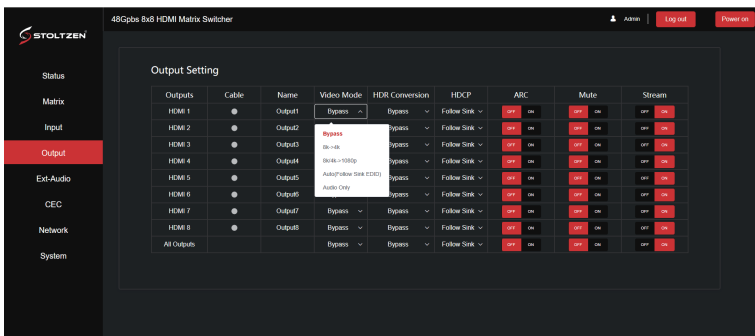 48Gpbs 8x8 HDMI Matrix Switcher
Admin
Log out
Power on
STOLTZEN
Status
Matrix
Input
Output
Ext-Audio
CEC
Network
System
Output Setting
Outputs Cable Name Video Mode HDR Conversion HDCP ARC Mute Stream
HDMI 1 Output1 Bypass Bypass Follow Sink OFF ON OFF ON OFF ON
HDMI 2 Output2 Bypass Follow Sink OFF ON OFF ON OFF ON
HDMI 3 Output3 Bypass Follow Sink OFF ON OFF ON OFF ON
HDMI 4 Output4 Bypass Follow Sink OFF ON OFF ON OFF ON
HDMI 5 Output5 Bypass Follow Sink OFF ON OFF ON OFF ON
HDMI 6 Output6 Bypass Follow Sink OFF ON OFF ON OFF ON
HDMI 7 Output7 Bypass Bypass Follow Sink OFF ON OFF ON OFF ON
HDMI 8 Output8 Bypass Bypass Follow Sink OFF ON OFF ON OFF ON
All Outputs Bypass Bypass Follow Sink OFF ON OFF ON OFF ON
Bypass
8k->4k
8k/4k->1080p
Auto(Follow Sink EDID)
Audio Only